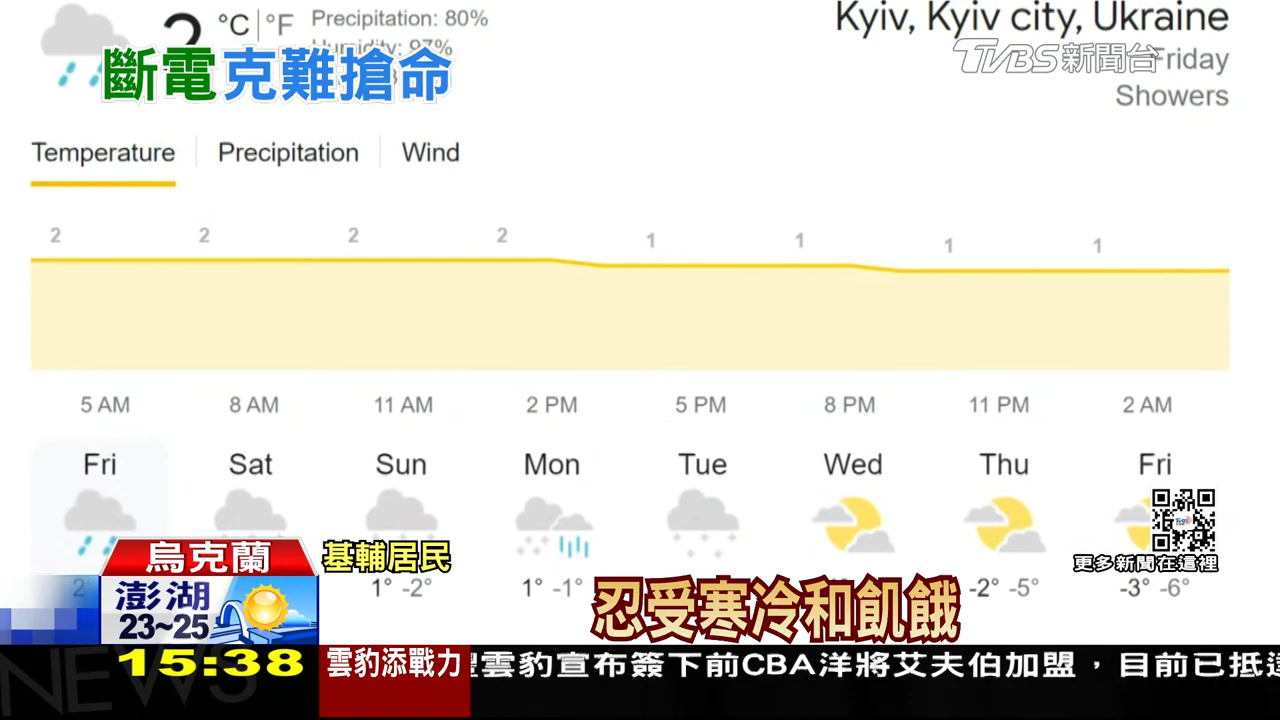 2 °C | °F
Precipitation: 80%
Humidity: 97%
Kyiv, Kyiv city, Ukraine
Friday
Showers
TVBS新聞台
斷電克難搶命
Temperature
Precipitation
Wind
2 2 2 2 1 1 1 1
5 AM 8 AM 11 AM 2 PM 5 PM 8 PM 11 PM 2 AM
Fri Sat Sun Mon Tue Wed Thu Fri
2° 1° -2° 1° -1° -2° -5° -3° -6°
烏克蘭
基輔居民
更多新聞在這裡
澎湖
23~25
忍受寒冷和飢餓
15:38
雲豹添戰力
雲豹宣布簽下前CBA洋將艾夫伯加盟，目前已抵
NEWS